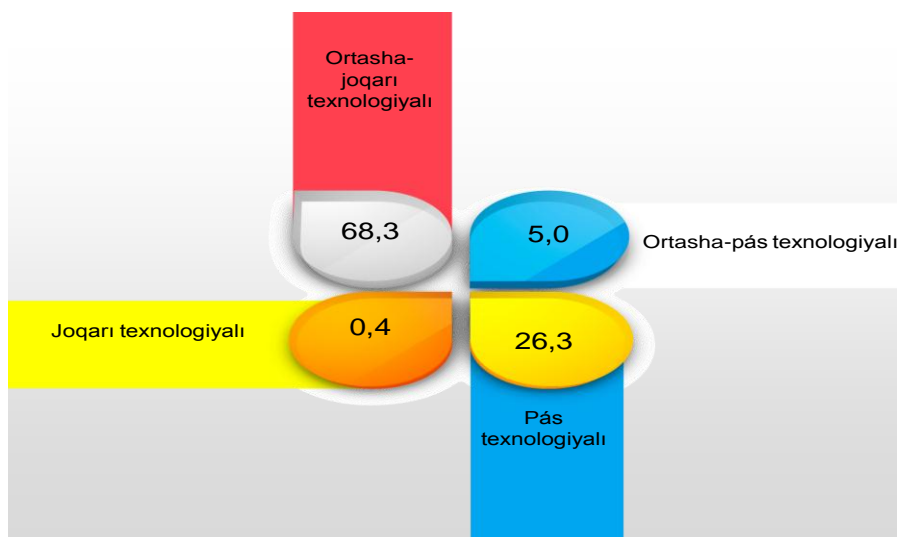 Ortasha-
joqarı
texnologiyalı
68,3
5,0
Ortasha-pás texnologiyalı
Joqarı texnologiyalı
0,4
26,3
Pás
texnologiyalı